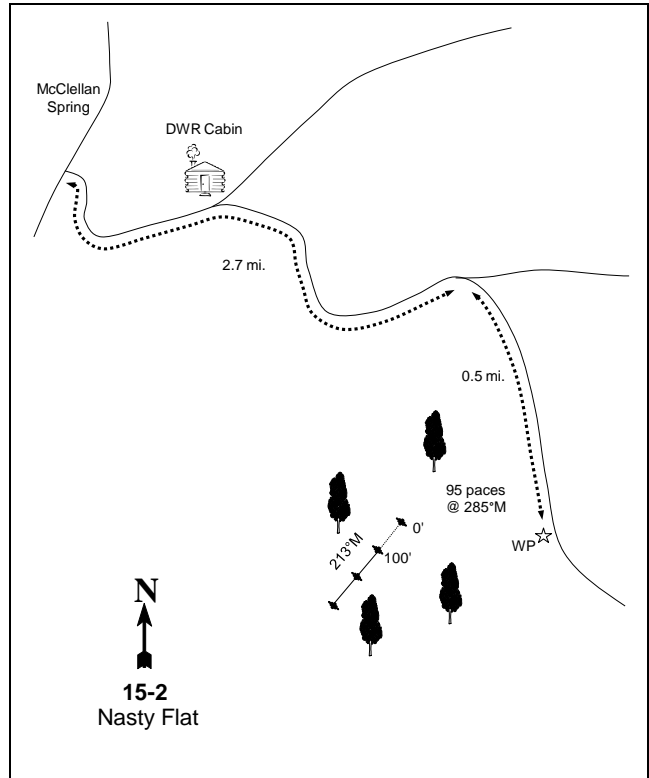 McClellan
Spring
DWR Cabin
2.7 mi.
0.5 mi.
95 paces
@ 285°M
WP
0'
213°M
100'
N
15-2
Nasty Flat